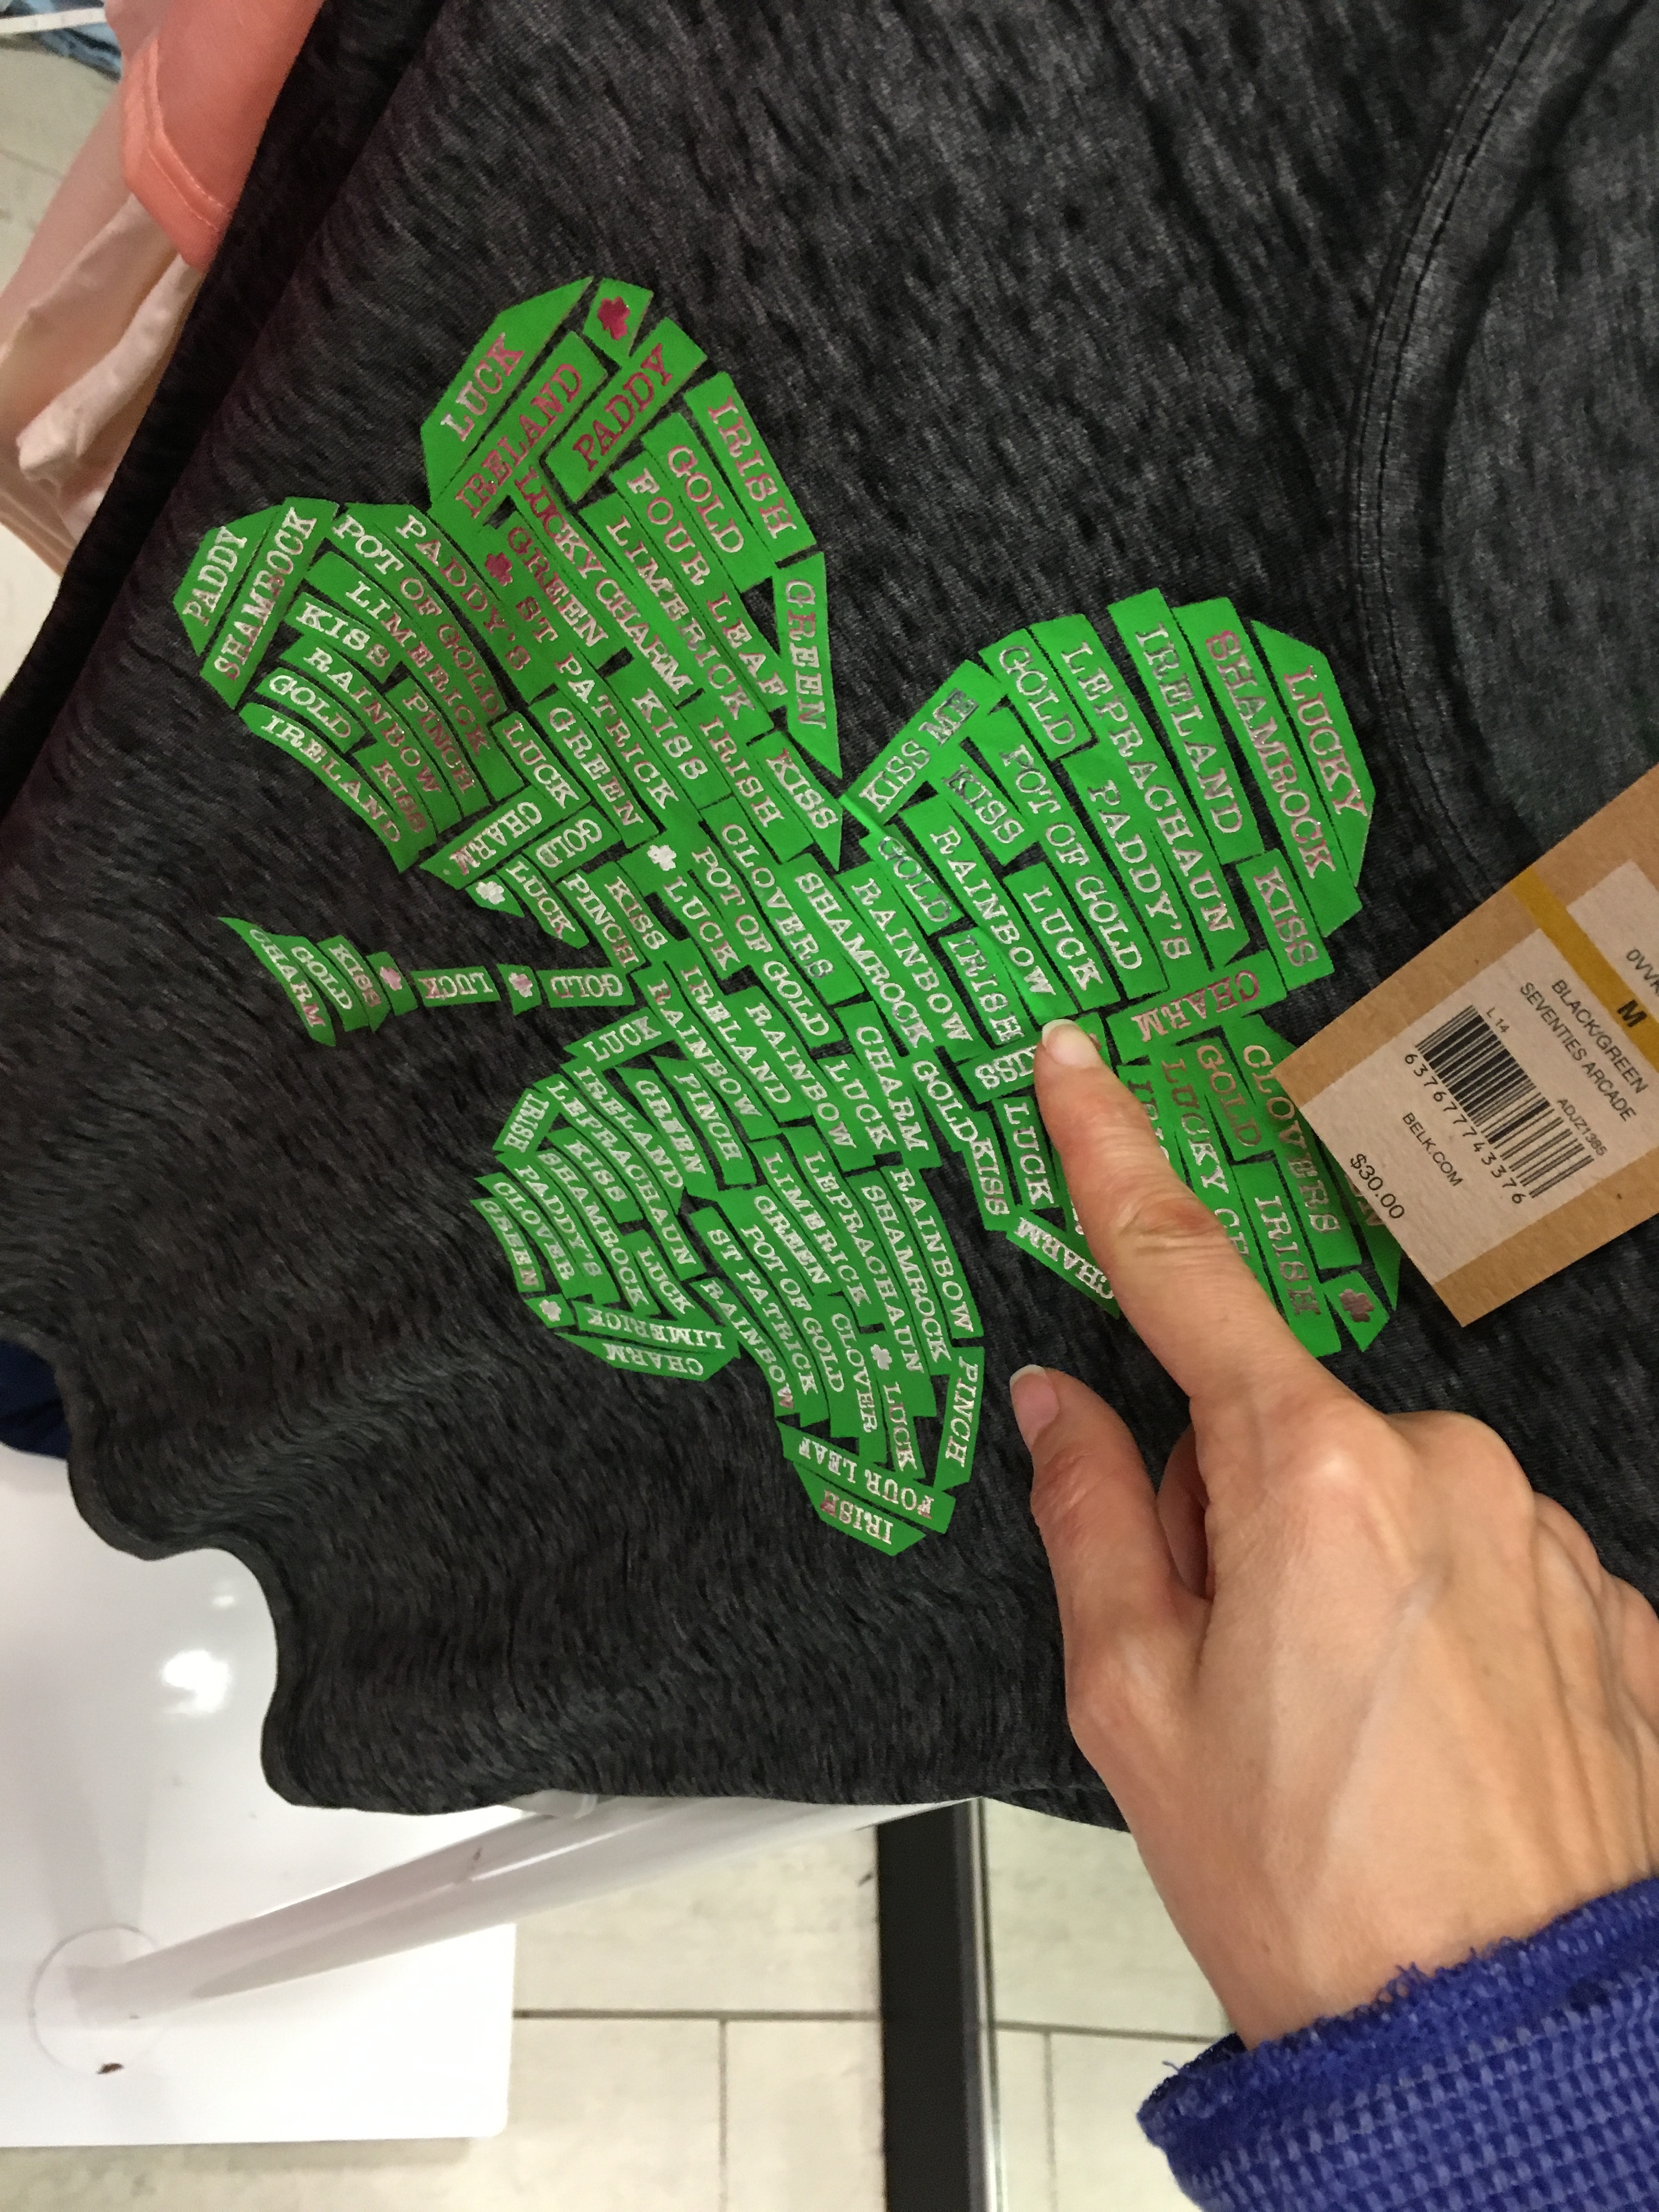 LUCK
IRELAND
PADDY
IRISH
GOLD
FOUR LEAF
LIMERICK
LUCKY CHARM
GREEN
GREEN
PADDY
SHAMROCK
POT OF GOLD
PADDY'S
ST PATRICK
KISS
IRISH
KISS
LIMERICK
KISS
PINCH
RAINBOW
KISS
GOLD
IRELAND
LUCK
GREEN
CHARM
GOLD
LUCK
PINCH
KISS
LUCK
POT OF GOLD
CLOVERS
SHAMROCK
RAINBOW
KISS ME
GOLD
LEPRACHAUN
IRELAND
SHAMROCK
LUCKY
KISS
POT OF GOLD
PADDY'S
KISS
RAINBOW
LUCK
GOLD
IRISH
CHARM
CLOVERS
GOLD
IRISH
LUCKY
LUCK
CHARM
CHARM
GOLD
KISS
LUCK
GOLD
LUCK
RAINBOW
IRELAND
RAINBOW
LUCK
CHARM
GOLD
KISS
IRISH
LEPRACHAUN
IRELAND
GREEN
PINCH
KISS
SHAMROCK
LUCK
PADDY'S
CLOVER
GREEN
LIMERICK
CHARM
RAINBOW
ST PATRICK
POT OF GOLD
GREEN
CLOVER
LIMERICK
LEPRACHAUN
LUCK
SHAMROCK
RAINBOW
PINCH
FOUR LEAF
IRISH
M
BLACK/GREEN
SEVENTIES ARCADE
L 14
ADJZ1385
637677743376
BELK.COM
$30.00